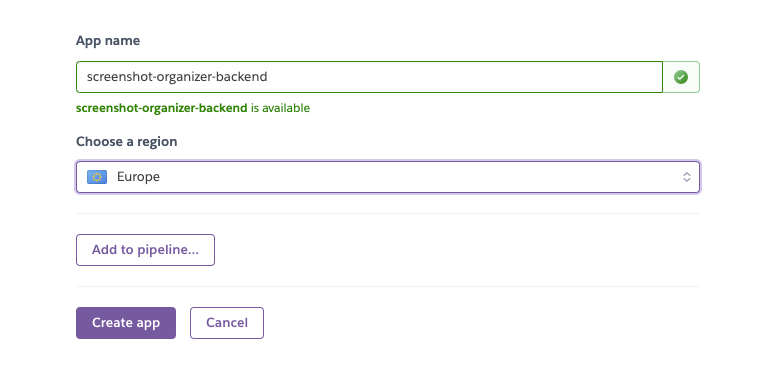 App name
screenshot-organizer-backend
screenshot-organizer-backend is available
Choose a region
Europe
Add to pipeline...
Create app
Cancel